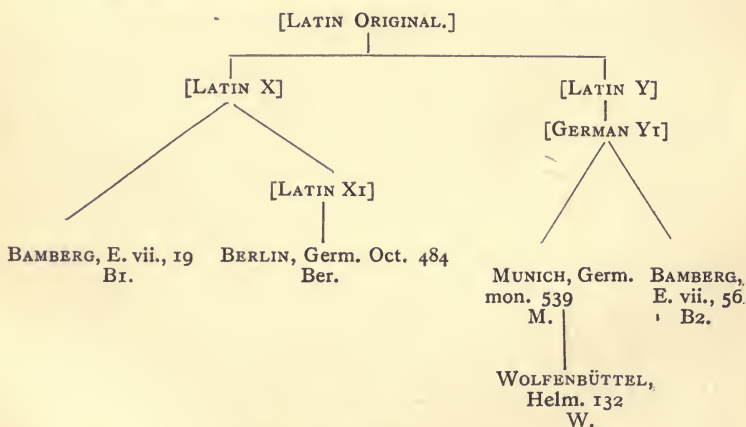 [LATIN ORIGINAL.]
[LATIN X]
[LATIN Y]
[GERMAN Y1]
[LATIN X1]
BAMBERG, E. vii., 19
B1.
BERLIN, Germ. Oct. 484
Ber.
MUNICH, Germ.
mon. 539
M.
BAMBERG,
E. vii., 56
B2.
WOLFENBÜTTEL,
Helm. 132
W.